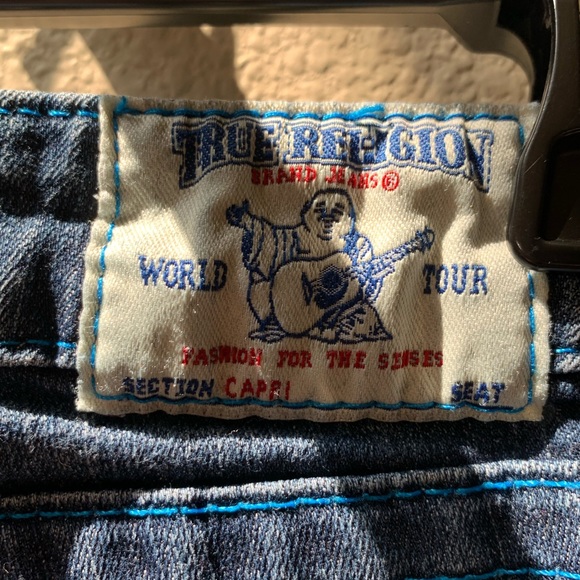 TRUE RELIGION
BRAND JEANS®
WORLD TOUR
FASHION FOR THE SENSES
SECTION CAPRI SEAT